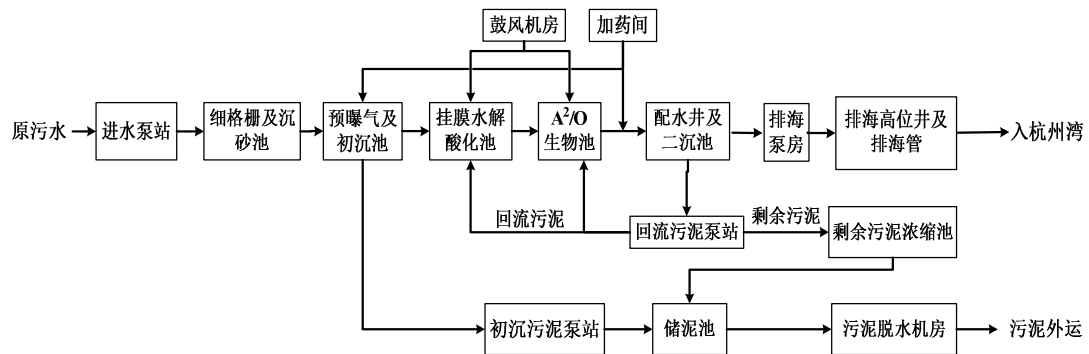 鼓风机房
加药间
原污水
进水泵站
细格栅及沉
砂池
预曝气及
初沉池
挂膜水解
酸化池
A²/O
生物池
配水井及
二沉池
排海
泵房
排海高位井及
排海管
入杭州湾
回流污泥
回流污泥泵站
剩余污泥
剩余污泥浓缩池
初沉污泥泵站
储泥池
污泥脱水机房
污泥外运